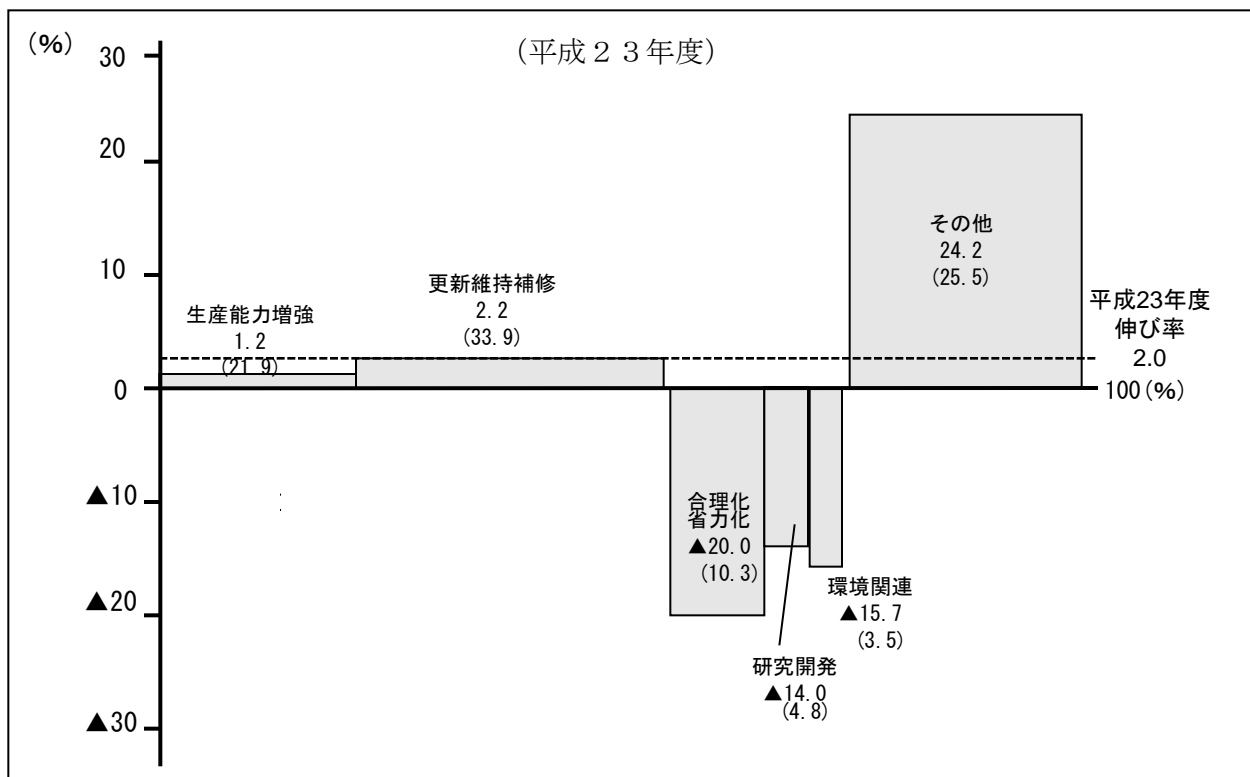 (%)
(平成２３年度)
30
20
10
0
▲10
▲20
▲30
生産能力増強
1.2
(21.9)
更新維持補修
2.2
(33.9)
合理化
省力化
▲20.0
(10.3)
研究開発
▲14.0
(4.8)
環境関連
▲15.7
(3.5)
その他
24.2
(25.5)
平成23年度
伸び率
2.0
100(%)